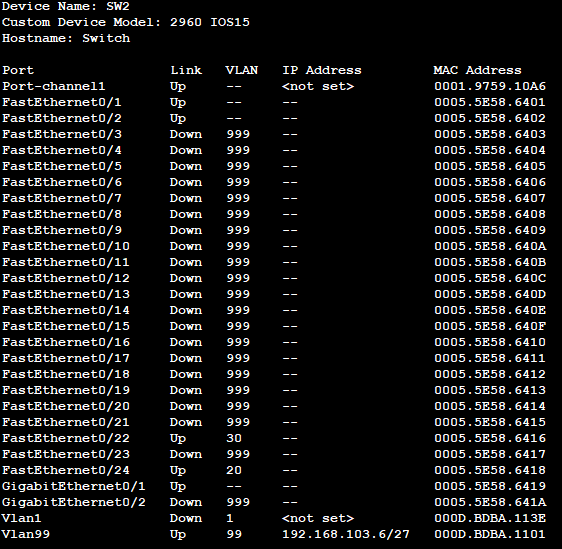 Device Name: SW2
Custom Device Model: 2960 IOS15
Hostname: Switch
Port Link VLAN IP Address MAC Address
Port-channel1 Up -- <not set> 0001.9759.10A6
FastEthernet0/1 Up -- -- 0005.5E58.6401
FastEthernet0/2 Up -- -- 0005.5E58.6402
FastEthernet0/3 Down 999 -- 0005.5E58.6403
FastEthernet0/4 Down 999 -- 0005.5E58.6404
FastEthernet0/5 Down 999 -- 0005.5E58.6405
FastEthernet0/6 Down 999 -- 0005.5E58.6406
FastEthernet0/7 Down 999 -- 0005.5E58.6407
FastEthernet0/8 Down 999 -- 0005.5E58.6408
FastEthernet0/9 Down 999 -- 0005.5E58.6409
FastEthernet0/10 Down 999 -- 0005.5E58.640A
FastEthernet0/11 Down 999 -- 0005.5E58.640B
FastEthernet0/12 Down 999 -- 0005.5E58.640C
FastEthernet0/13 Down 999 -- 0005.5E58.640D
FastEthernet0/14 Down 999 -- 0005.5E58.640E
FastEthernet0/15 Down 999 -- 0005.5E58.640F
FastEthernet0/16 Down 999 -- 0005.5E58.6410
FastEthernet0/17 Down 999 -- 0005.5E58.6411
FastEthernet0/18 Down 999 -- 0005.5E58.6412
FastEthernet0/19 Down 999 -- 0005.5E58.6413
FastEthernet0/20 Down 999 -- 0005.5E58.6414
FastEthernet0/21 Down 999 -- 0005.5E58.6415
FastEthernet0/22 Up 30 -- 0005.5E58.6416
FastEthernet0/23 Down 999 -- 0005.5E58.6417
FastEthernet0/24 Up 20 -- 0005.5E58.6418
GigabitEthernet0/1 Up -- -- 0005.5E58.6419
GigabitEthernet0/2 Down 999 -- 0005.5E58.641A
Vlan1 Down 1 <not set> 000D.BDBA.113E
Vlan99 Up 99 192.168.103.6/27 000D.BDBA.1101